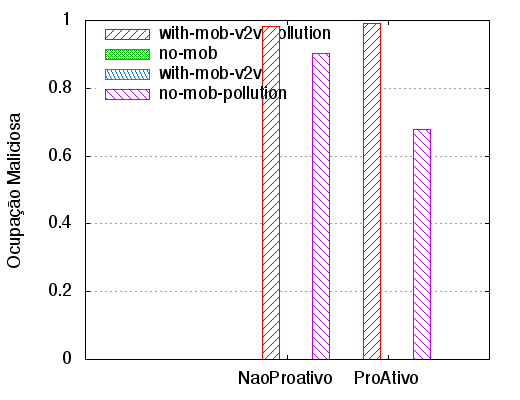 1
0.8
0.6
0.4
0.2
0
Ocupação Maliciosa
with-mob-v2v-pollution
no-mob
with-mob-v2v
no-mob-pollution
NaoProativo ProAtivo